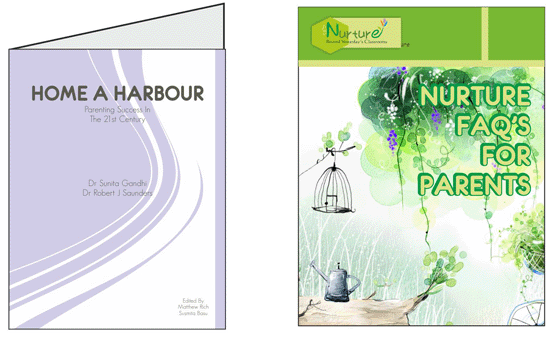 HOME A HARBOUR
Parenting Success In
The 21st Century
Dr Sunita Gandhi
Dr Robert J Saunders
Edited By
Matthew Rich
Susmita Basu
Nurture
NURTURE
FAQ'S
FOR
PARENTS